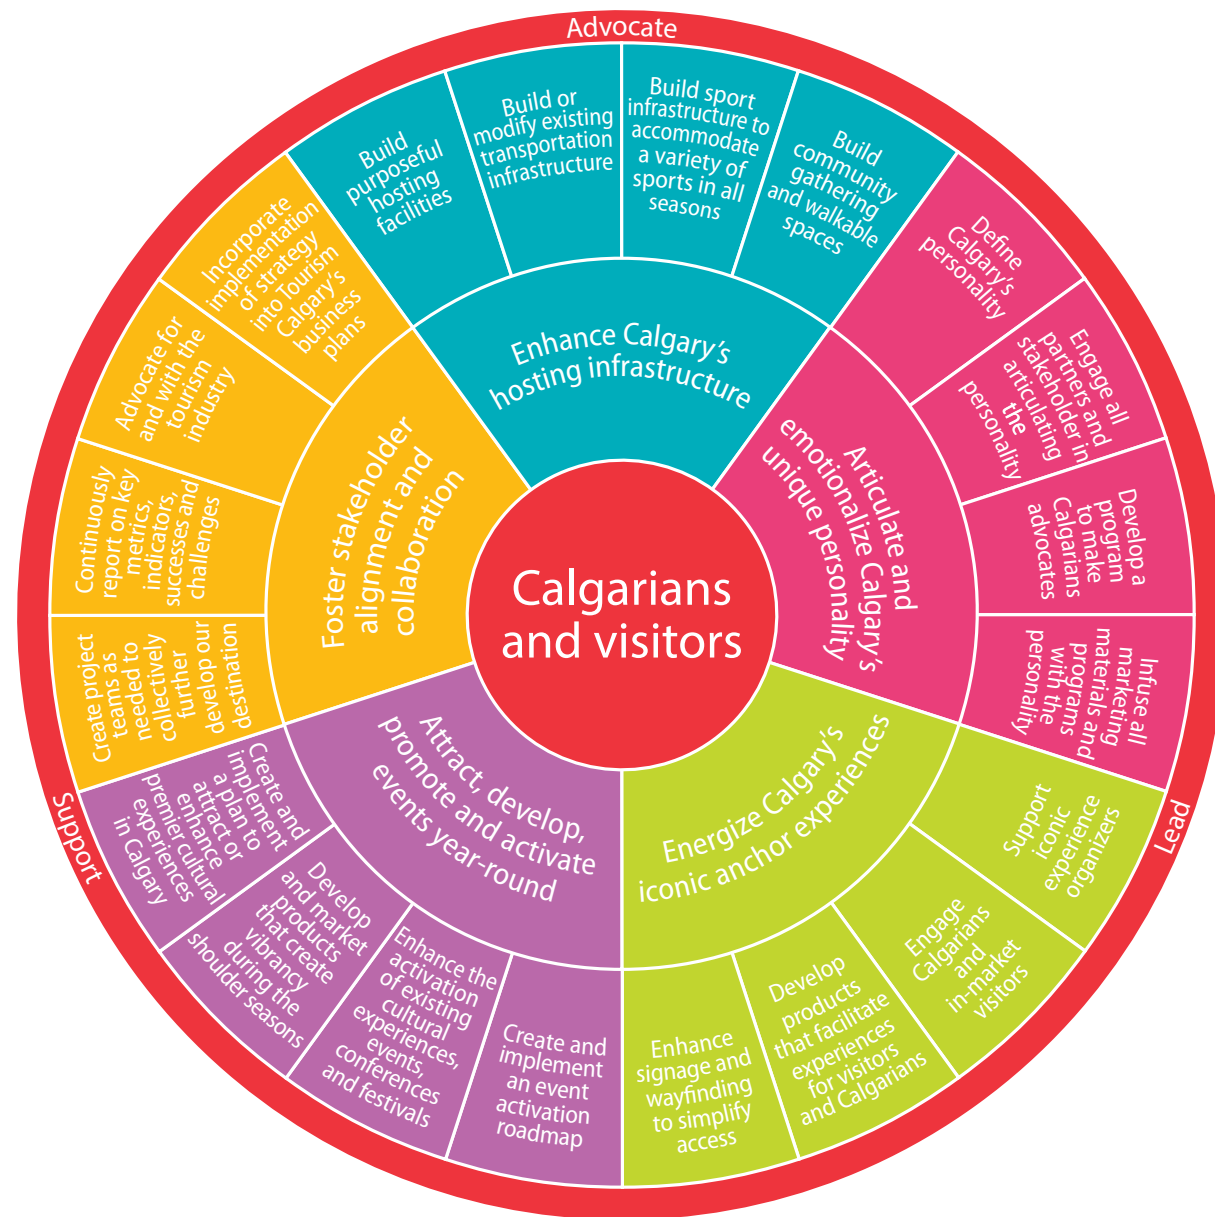 Advocate
Build
purposeful
hosting
facilities
Build or
modify existing
transportation
infrastructure
Build sport
infrastructure to
accommodate
a variety of
sports in all
seasons
Build
community
gathering
and walkable
spaces
Enhance Calgary's
hosting infrastructure
Define
Calgary's
personality
Engage all
partners and
stakeholder in
articulating
the
personality
Develop a
program
to make
Calgarians
advocates
Infuse all
marketing
materials and
programs
with the
personality
Articulate and
emotionalize Calgary's
unique personality
Lead
Support
iconic
experience
organizers
Engage
Calgarians
and
in-market
visitors
Develop
products
that facilitate
experiences
for visitors
and Calgarians
Enhance
signage and
wayfinding
to simplify
access
Energize Calgary's
iconic anchor experiences
Create and
implement
an event
activation
roadmap
Enhance the
activation
of existing
cultural
experiences,
events,
conferences
and festivals
Develop
and market
products
that create
vibrancy
during the
shoulder seasons
Create and
implement
a plan to
attract or
enhance
premier cultural
experiences
in Calgary
Attract, develop,
promote and activate
events year-round
Support
Create project
teams as
needed to
collectively
further
develop our
destination
Continuously
report on key
metrics,
indicators,
successes and
challenges
Advocate for
and with the
tourism
industry
Incorporate
implementation
of strategy
into Tourism
Calgary's
business
plans
Foster stakeholder
alignment and
collaboration
Calgarians
and visitors